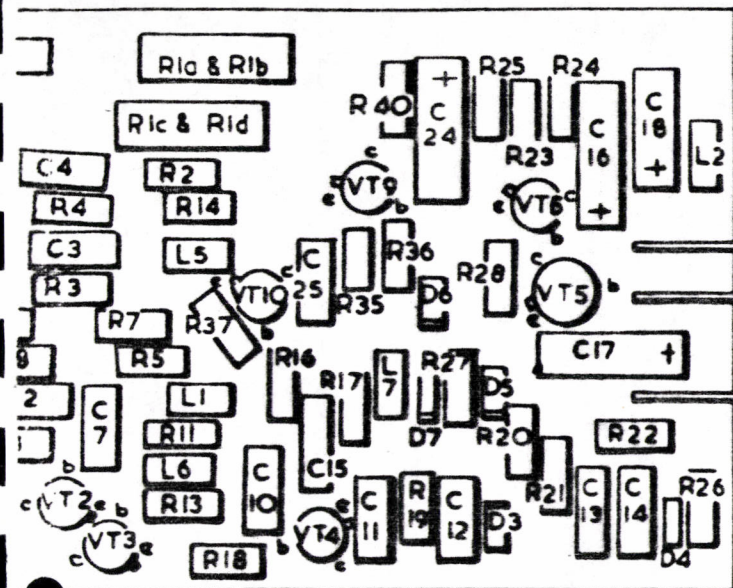 R1a & R1b
R25
R24
R40
C
24
C
18
R1c & R1d
R23
C
16
L2
C4
R2
c
VT9
e
b
R4
R14
e
VT6
c
b
C3
L5
C
25
R36
R28
c
VT5
b
e
R3
e
VT10
c
b
R35
D6
R7
R37
R5
R16
R17
L
7
R27
D5
C17
+
2
C
7
L1
D7
R20
R22
R11
C15
L6
C
10
R21
b
c
VT2
e
R13
C
11
R
19
C
12
D3
C
13
C
14
R26
b
VT3
c
e
e
VT4
b
c
R18
D4
+
+
+